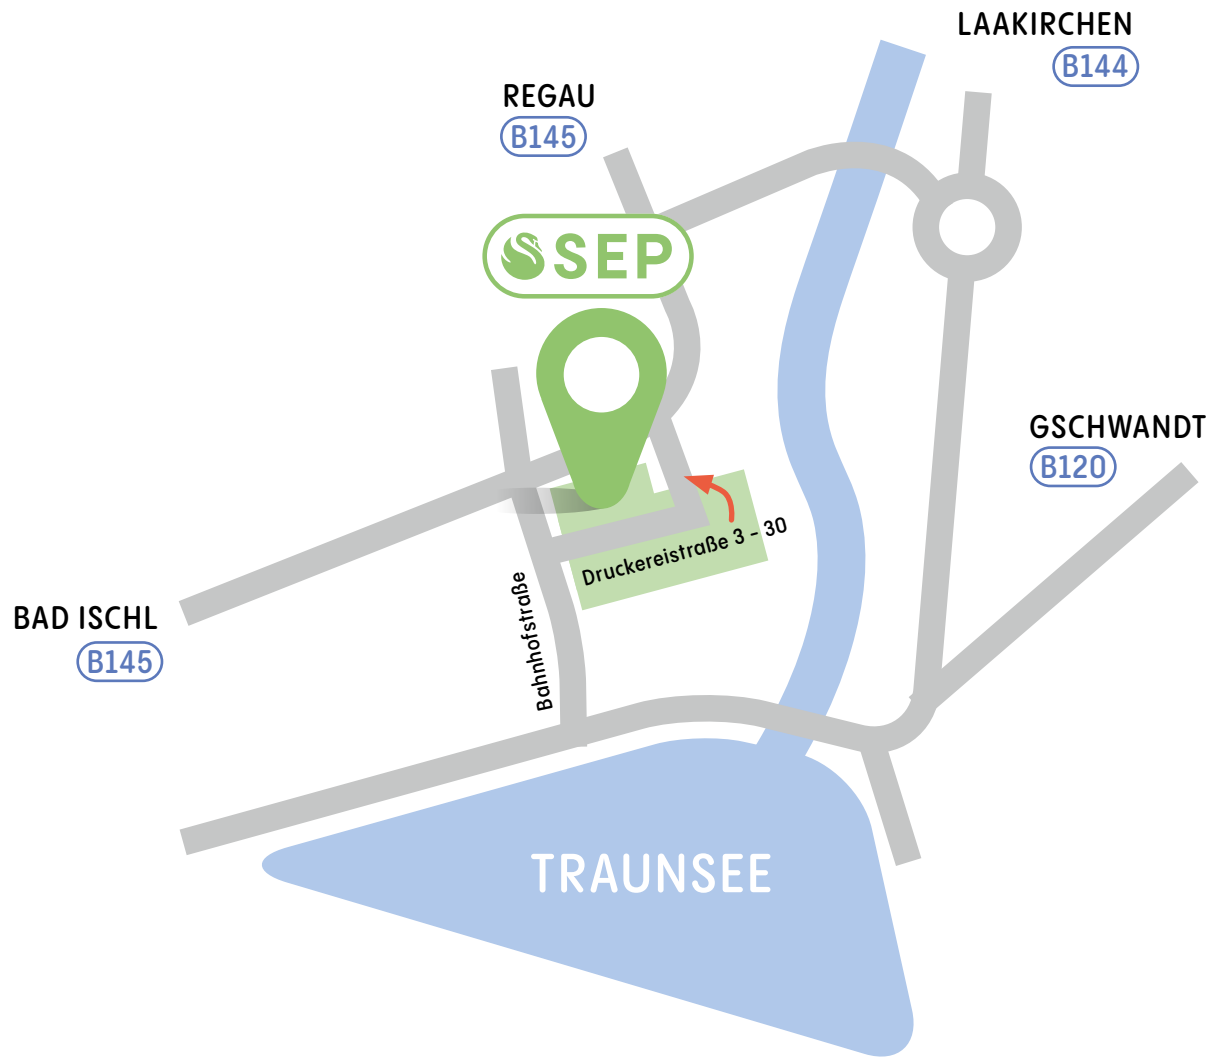 LAAKIRCHEN
B144
REGAU
B145
SEP
GSCHWANDT
B120
Druckereistraße 3 – 30
Bahnhofstraße
BAD ISCHL
B145
TRAUNSEE